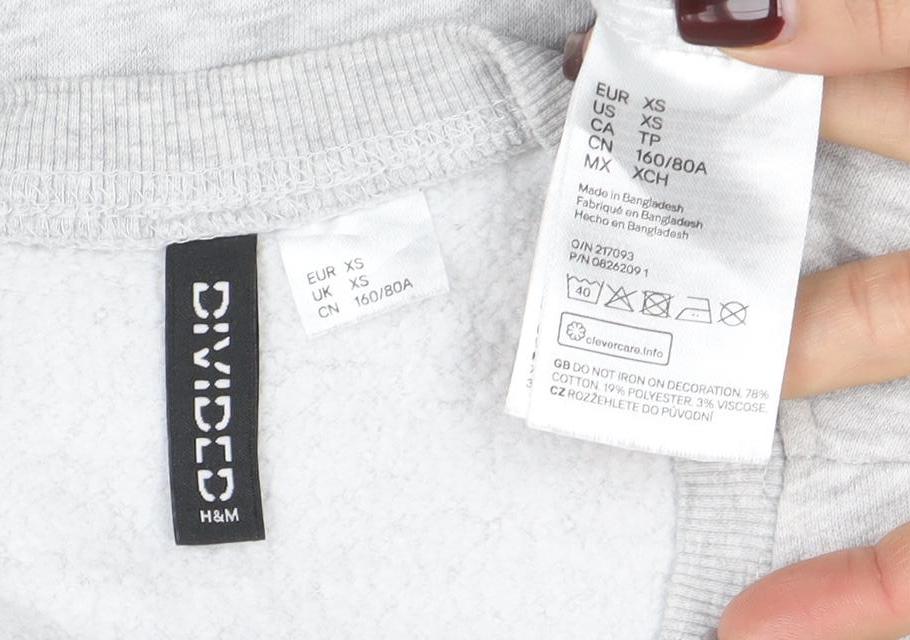 DIVIDED
H&M
EUR XS
UK XS
CN 160/80A
EUR XS
US XS
CA TP
CN 160/80A
MX XCH
Made in Bangladesh
Fabriqué en Bangladesh
Hecho en Bangladesh
O/N 217093
P/N 08262091
40
clevercare.info
GB DO NOT IRON ON DECORATION. 78%
COTTON. 19% POLYESTER. 3% VISCOSE.
CZ ROZŽEHLETE DO PŮVODNÍ